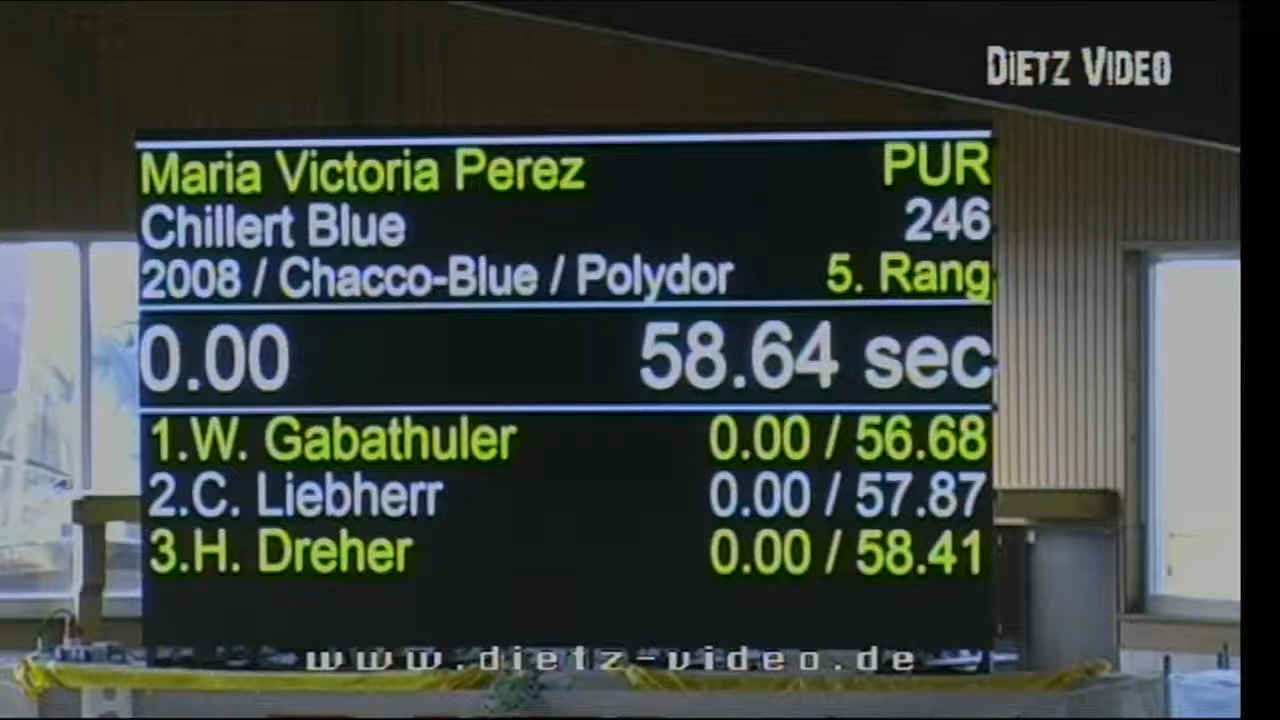 DIETZ VIDEO
Maria Victoria Perez PUR
Chillert Blue 246
2008 / Chacco-Blue / Polydor 5. Rang
0.00 58.64 sec
1.W. Gabathuler 0.00 / 56.68
2.C. Liebherr 0.00 / 57.87
3.H. Dreher 0.00 / 58.41
www.dietz-video.de